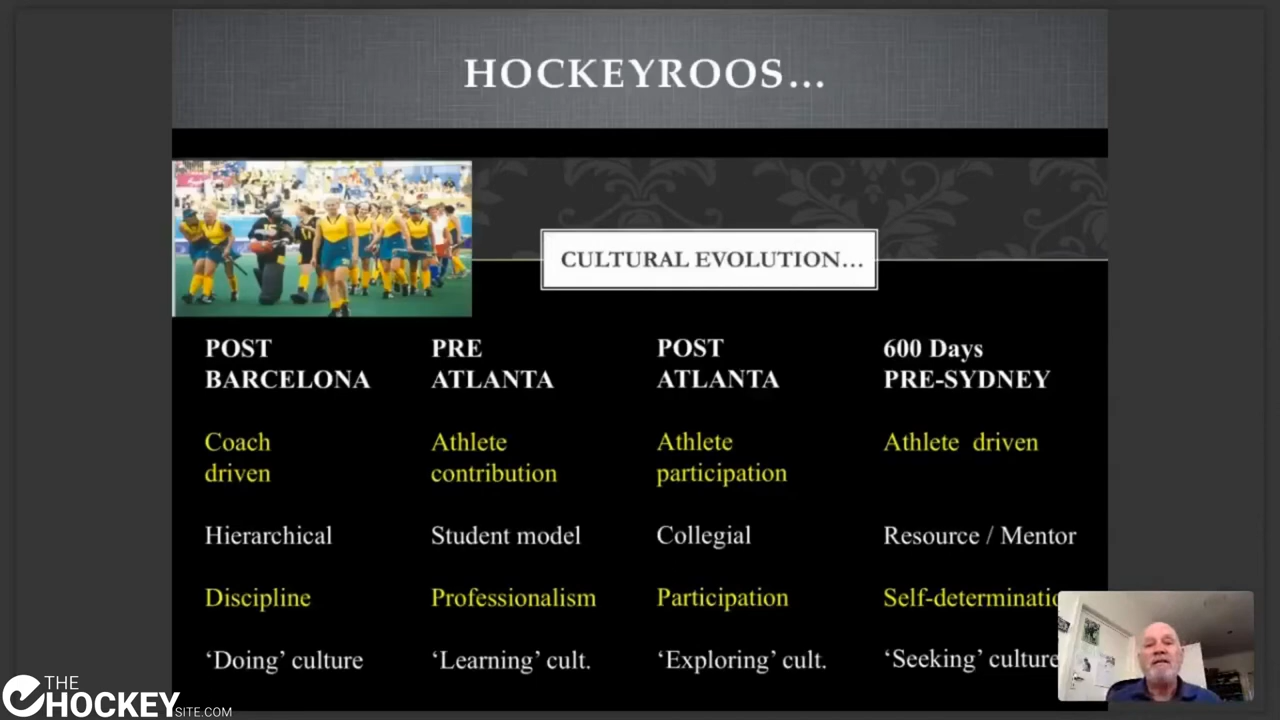 HOCKEYROOS...
CULTURAL EVOLUTION...
POST
BARCELONA
PRE
ATLANTA
POST
ATLANTA
600 Days
PRE-SYDNEY
Coach
driven
Athlete
contribution
Athlete
participation
Athlete driven
Hierarchical
Student model
Collegial
Resource / Mentor
Discipline
Professionalism
Participation
‘Doing’ culture
‘Learning’ cult.
‘Exploring’ cult.
‘Seeking’ culture
THE
HOCKEY
SITE.COM